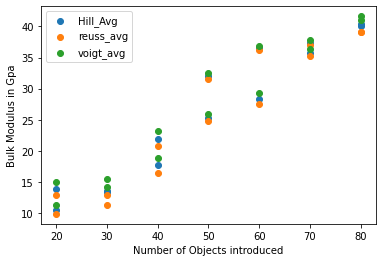 Hill_Avg
reuss_avg
voigt_avg
Bulk Modulus in Gpa
40
35
30
25
20
15
10
20 30 40 50 60 70 80
Number of Objects introduced